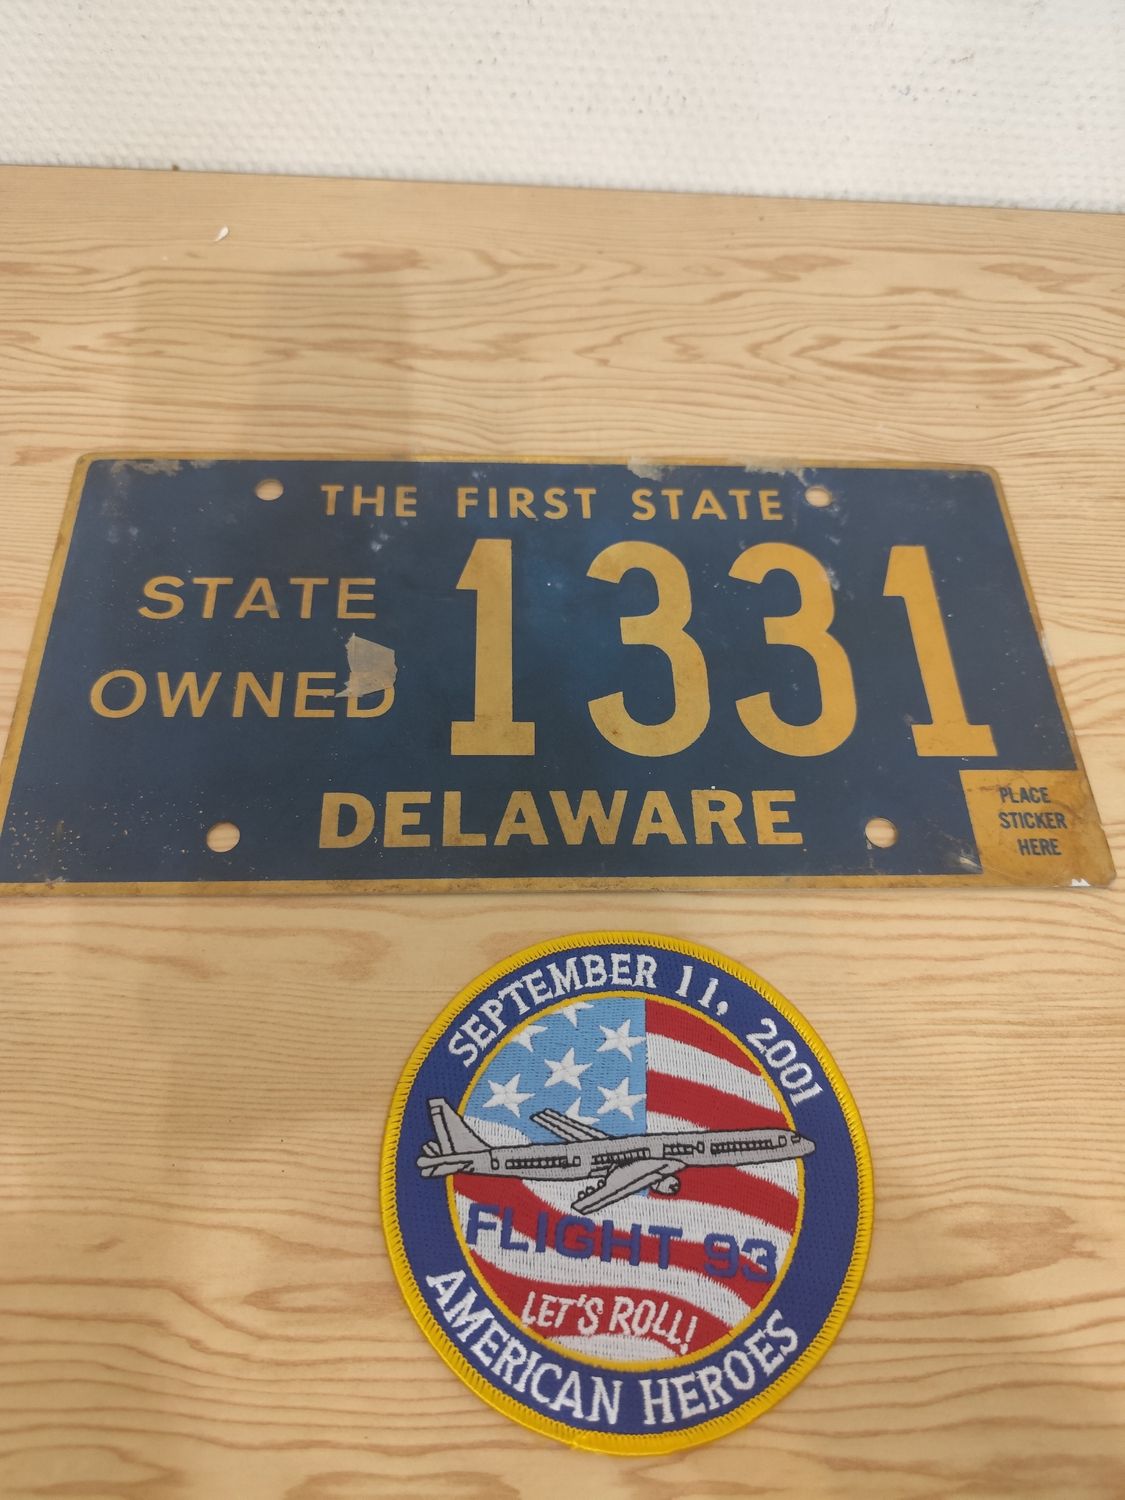 THE FIRST STATE
STATE
OWNED
1331
DELAWARE
PLACE
STICKER
HERE
SEPTEMBER 11, 2001
FLIGHT 93
LET'S ROLL!
AMERICAN HEROES